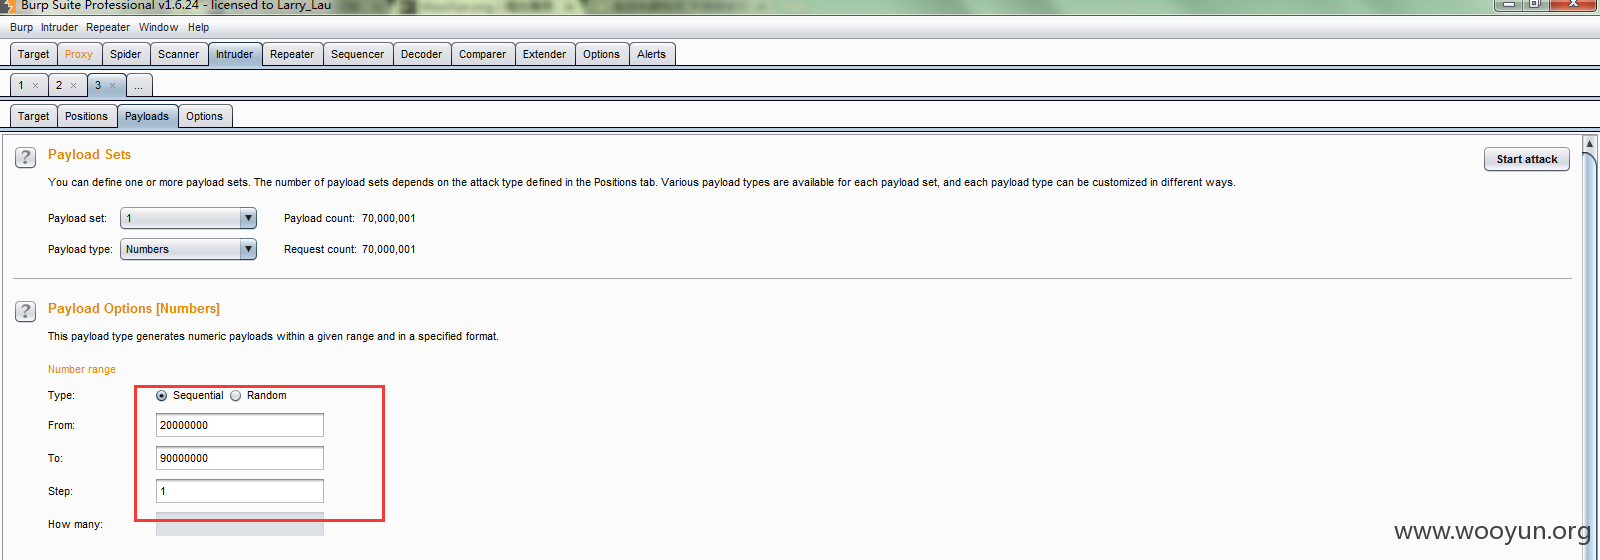 Burp Suite Professional v1.6.24 - licensed to Larry_Lau
Burp Intruder Repeater Window Help
Target Proxy Spider Scanner Intruder Repeater Sequencer Decoder Comparer Extender Options Alerts
1 × 2 × 3 × ...
Target Positions Payloads Options
? Payload Sets
Start attack
You can define one or more payload sets. The number of payload sets depends on the attack type defined in the Positions tab. Various payload types are available for each payload set, and each payload type can be customized in different ways.
Payload set: 1 Payload count: 70,000,001
Payload type: Numbers Request count: 70,000,001
? Payload Options [Numbers]
This payload type generates numeric payloads within a given range and in a specified format.
Number range
Type: Sequential Random
From: 20000000
To: 90000000
Step: 1
How many:
www.wooyun.org